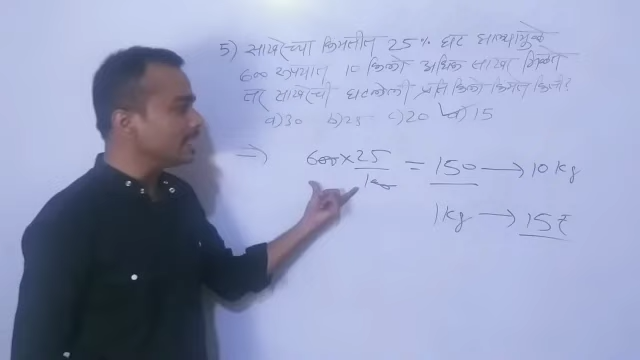 5) साखरेच्या किमतीत 25% घट झाल्यामुळे
600 रुपयात 10 किलो अधिक साखर मिळते
तर साखरेची घटलेली प्रति किलो किंमत किती?
a) 30 b) 25 c) 20 d) 15
⇒ 600 × 25 / 100 = 150 → 10 kg
1 kg → 15 ₹